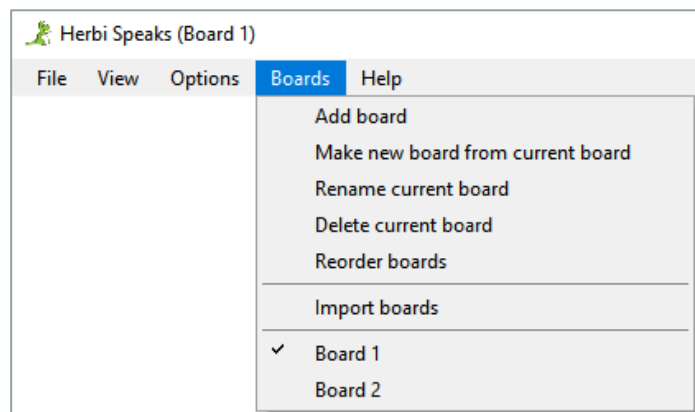 Herbi Speaks (Board 1)
File View Options Boards Help
Add board
Make new board from current board
Rename current board
Delete current board
Reorder boards
Import boards
Board 1
Board 2